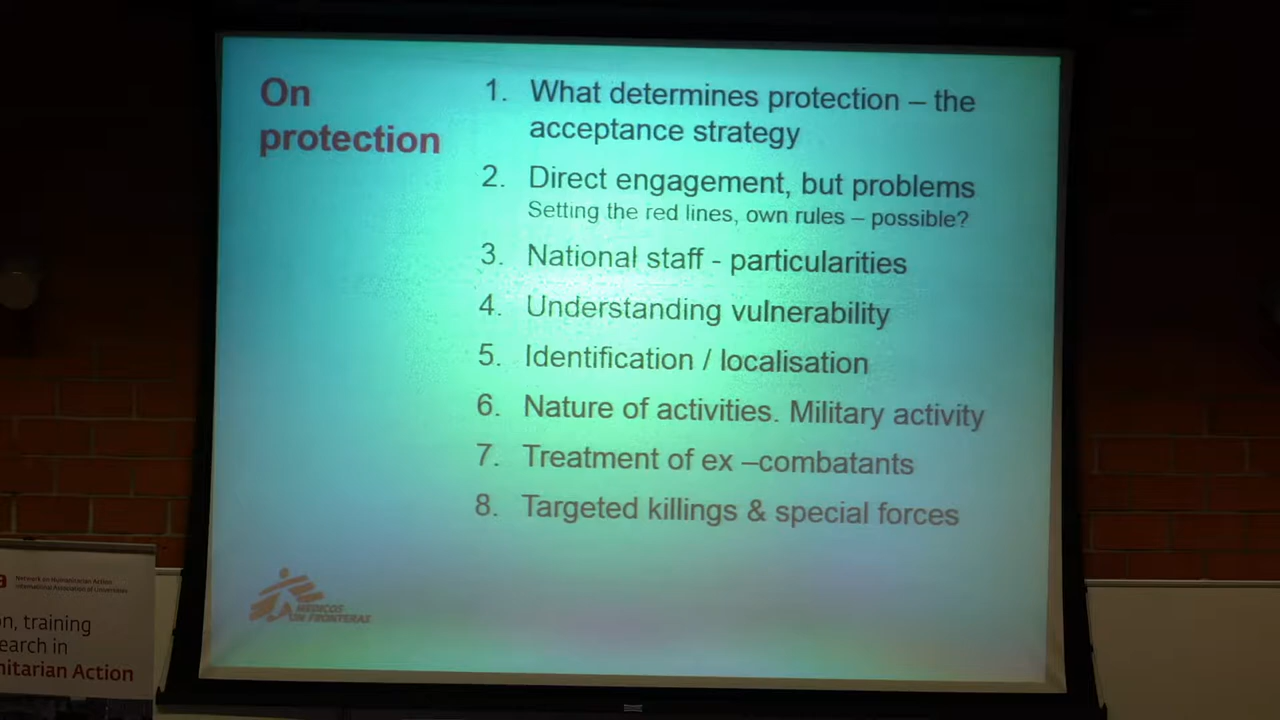 On
protection
1. What determines protection – the
acceptance strategy
2. Direct engagement, but problems
Setting the red lines, own rules – possible?
3. National staff - particularities
4. Understanding vulnerability
5. Identification / localisation
6. Nature of activities. Military activity
7. Treatment of ex –combatants
8. Targeted killings & special forces
MEDICOS
SIN FRONTERAS
a
Network on Humanitarian Action
International Association of Universities
on, training
earch in
nitarian Action